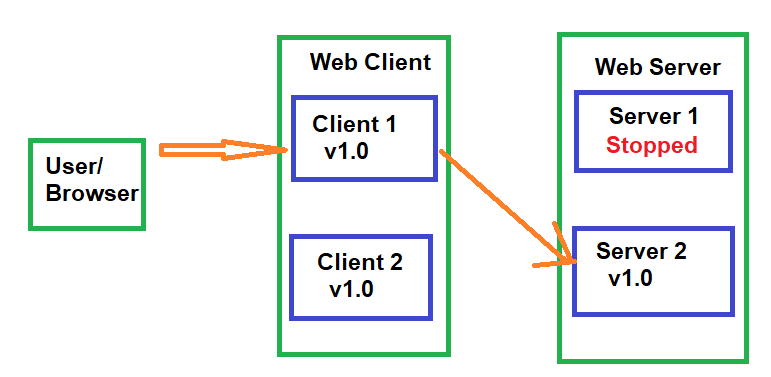 User/
Browser
Web Client
Client 1
v1.0
Client 2
v1.0
Web Server
Server 1
Stopped
Server 2
v1.0